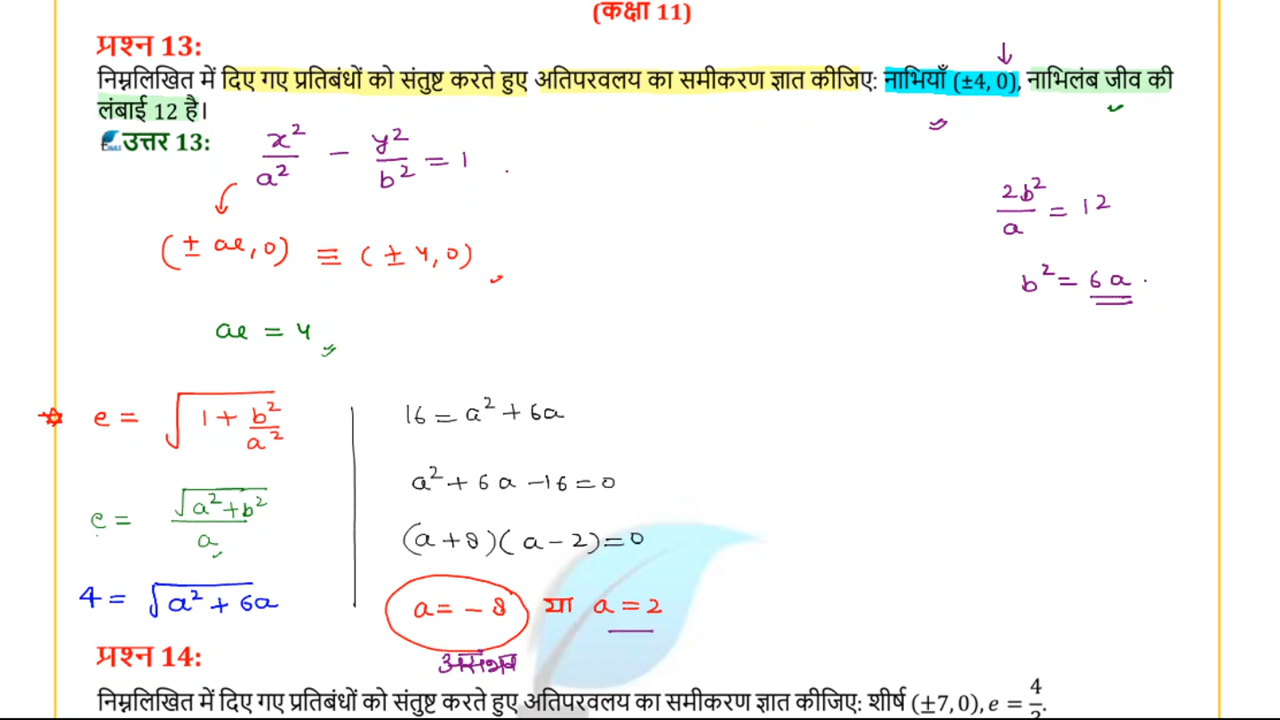 (कक्षा 11)
प्रश्न 13:
निम्नलिखित में दिए गए प्रतिबंधों को संतुष्ट करते हुए अतिपरवलय का समीकरण ज्ञात कीजिए: नाभियाँ (±4, 0), नाभिलंब जीव की
लंबाई 12 है।
उत्तर 13:
x²/a² - y²/b² = 1
2b²/a = 12
(± ae, 0) ≡ (± 4, 0)
b² = 6a
ae = 4
e = √(1 + b²/a²)
e = √(a² + b²)/a
4 = √(a² + 6a)
16 = a² + 6a
a² + 6a - 16 = 0
(a + 8)(a - 2) = 0
a = - 8 या a = 2
असंभव
प्रश्न 14:
निम्नलिखित में दिए गए प्रतिबंधों को संतुष्ट करते हुए अतिपरवलय का समीकरण ज्ञात कीजिए: शीर्ष (±7, 0), e = 4/3.